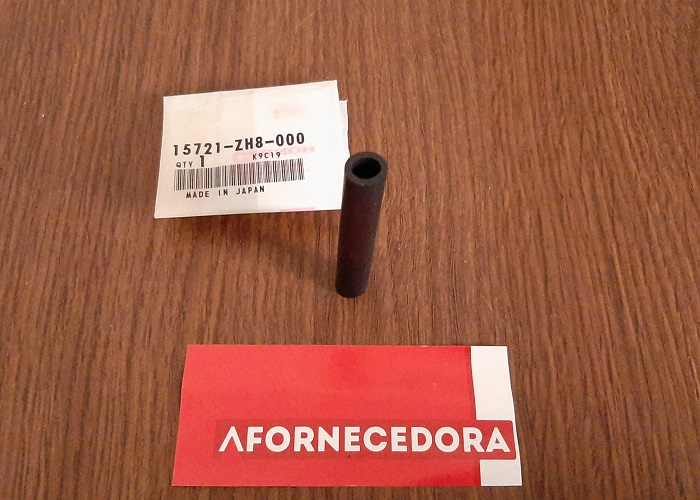 15721-ZH8-000
QTY 1 K9C19
MADE IN JAPAN
AFORNECEDORA